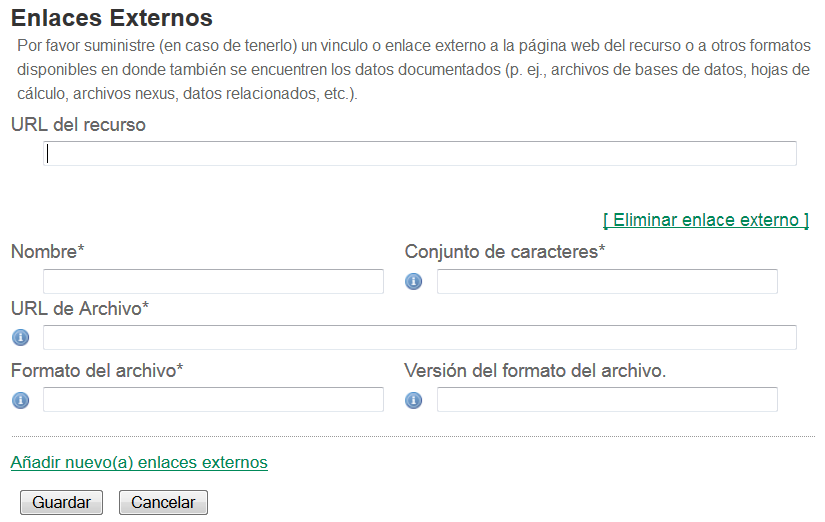 Enlaces Externos
Por favor suministre (en caso de tenerlo) un vinculo o enlace externo a la página web del recurso o a otros formatos
disponibles en donde también se encuentren los datos documentados (p. ej., archivos de bases de datos, hojas de
cálculo, archivos nexus, datos relacionados, etc.).
URL del recurso
[ Eliminar enlace externo ]
Nombre* Conjunto de caracteres*
URL de Archivo*
Formato del archivo* Versión del formato del archivo.
Añadir nuevo(a) enlaces externos
Guardar Cancelar